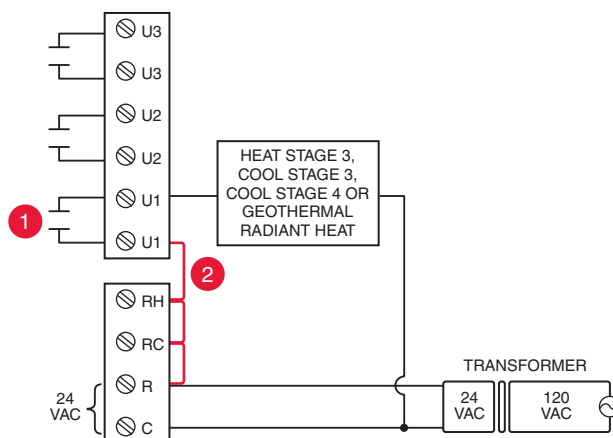 U3
U3
U2
U2
U1
U1
1
2
HEAT STAGE 3,
COOL STAGE 3,
COOL STAGE 4 OR
GEOTHERMAL
RADIANT HEAT
RH
RC
R
C
24
VAC
TRANSFORMER
24
VAC
120
VAC